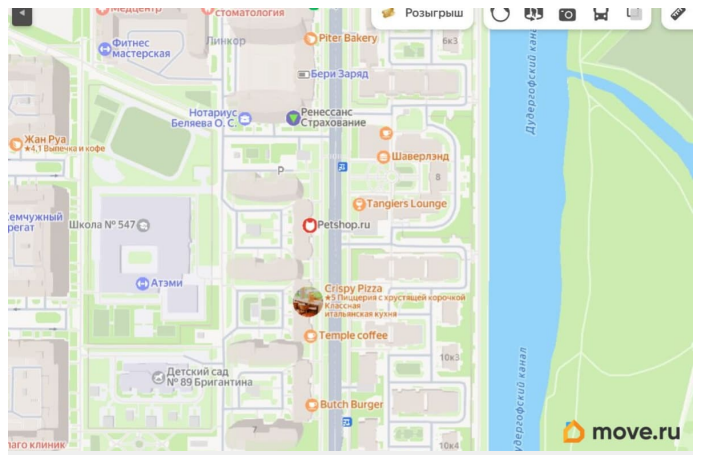 Медцентр
стоматология
Розыгрыш
Фитнес
мастерская
Линкор
Piter Bakery
6к3
Бери Заряд
Нотариус
Беляева О. С.
Ренессанс
Страхование
Дудергофский канал
Жан Руа
★4,1 Выпечка и кофе
Шаверлэнд
P
8
Tangiers Lounge
Школа № 547
Petshop.ru
Атэми
Crispy Pizza
★5 Пиццерия с хрустящей корочкой
Классная
итальянская кухня
Temple coffee
10к3
Детский сад
№ 89 Бригантина
Дудергофский канал
Butch Burger
7
10к4
move.ru